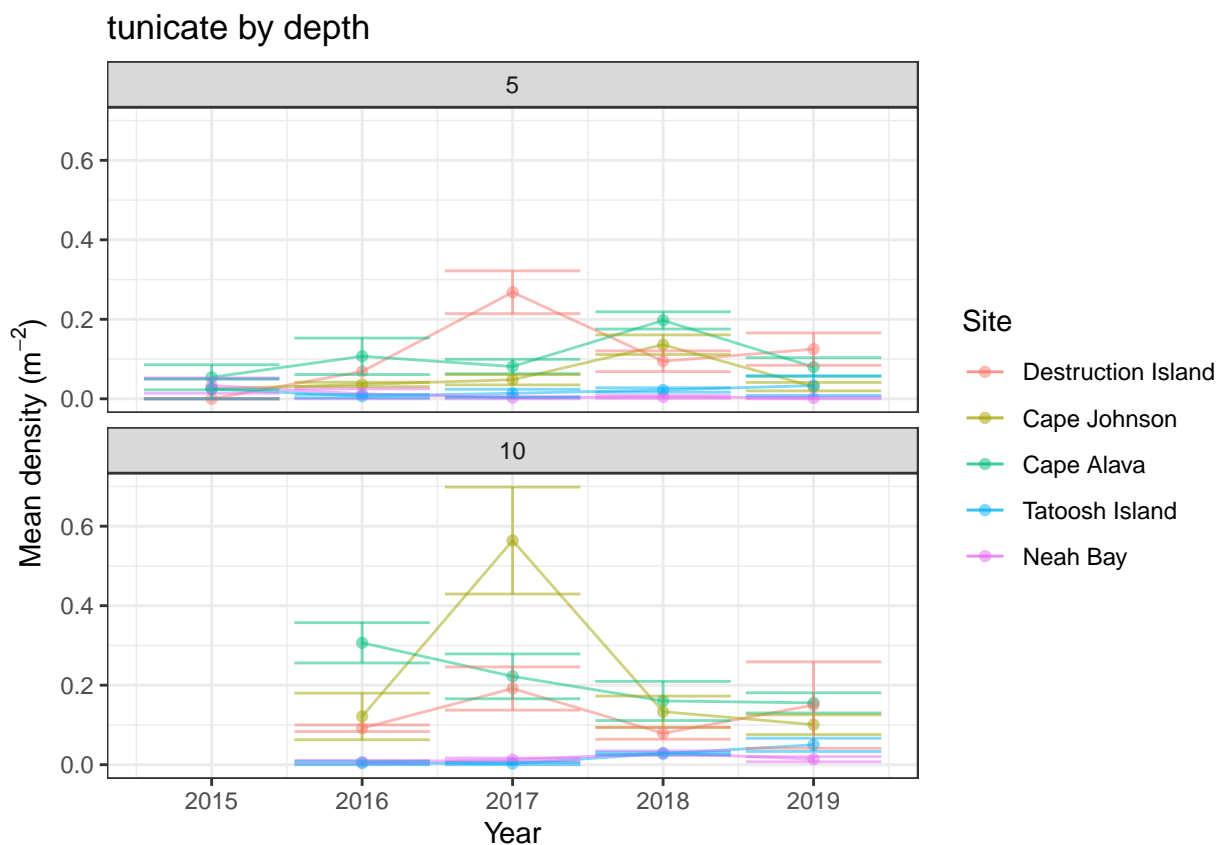 tunicate by depth
5
0.6
0.4
0.2
0.0
10
0.6
0.4
0.2
0.0
Mean density (m⁻²)
2015 2016 2017 2018 2019
Year
Site
Destruction Island
Cape Johnson
Cape Alava
Tatoosh Island
Neah Bay